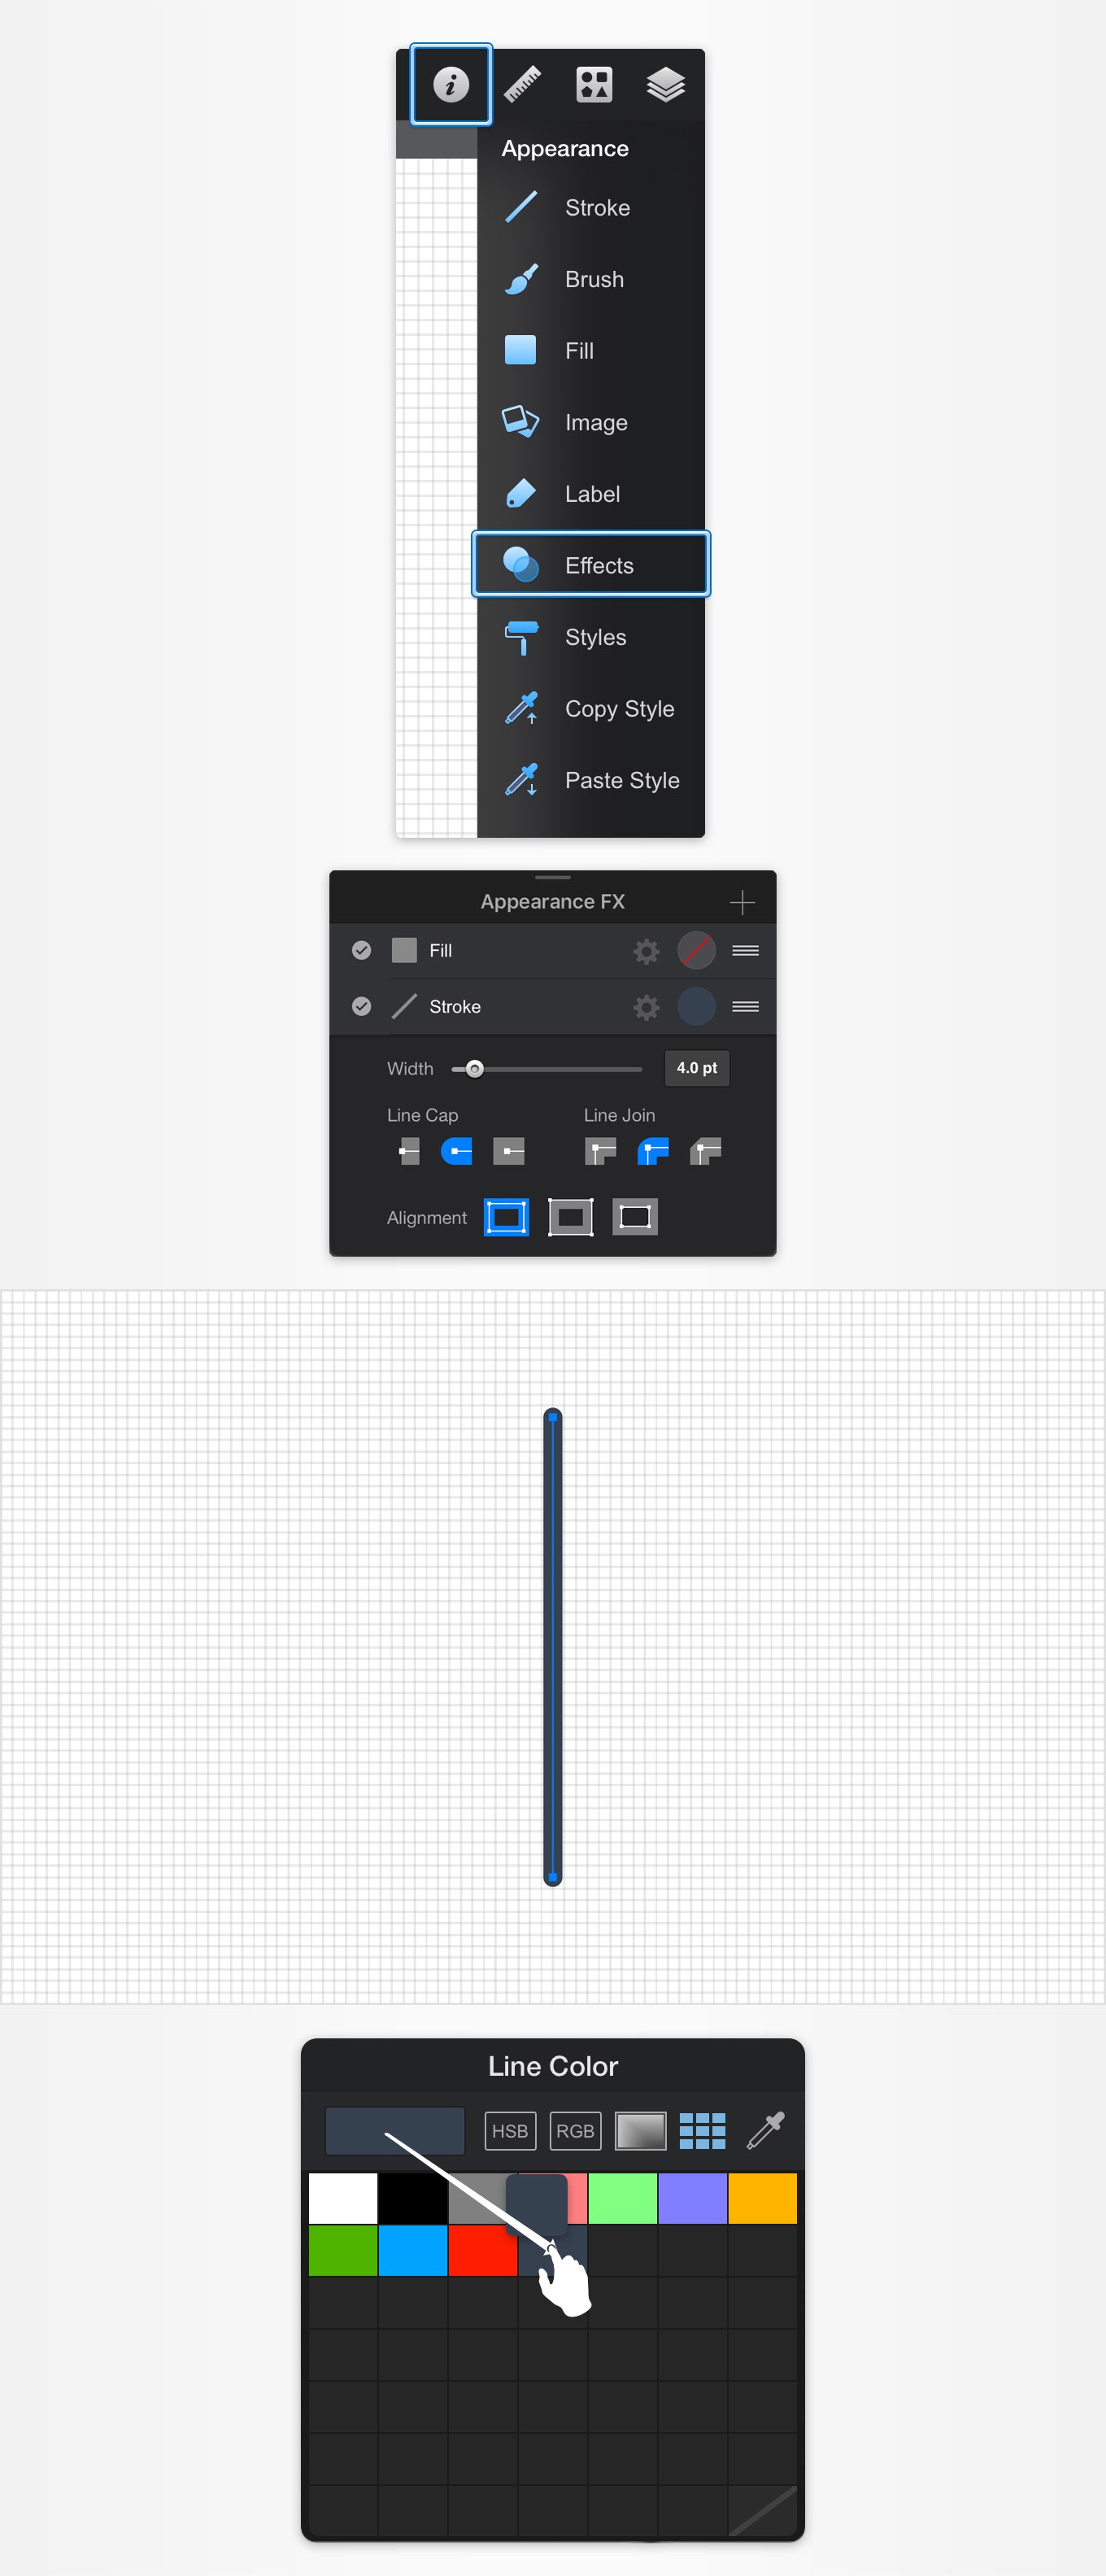 Appearance
Stroke
Brush
Fill
Image
Label
Effects
Styles
Copy Style
Paste Style
Appearance FX
Fill
Stroke
Width 4.0 pt
Line Cap Line Join
Alignment
Line Color
HSB RGB